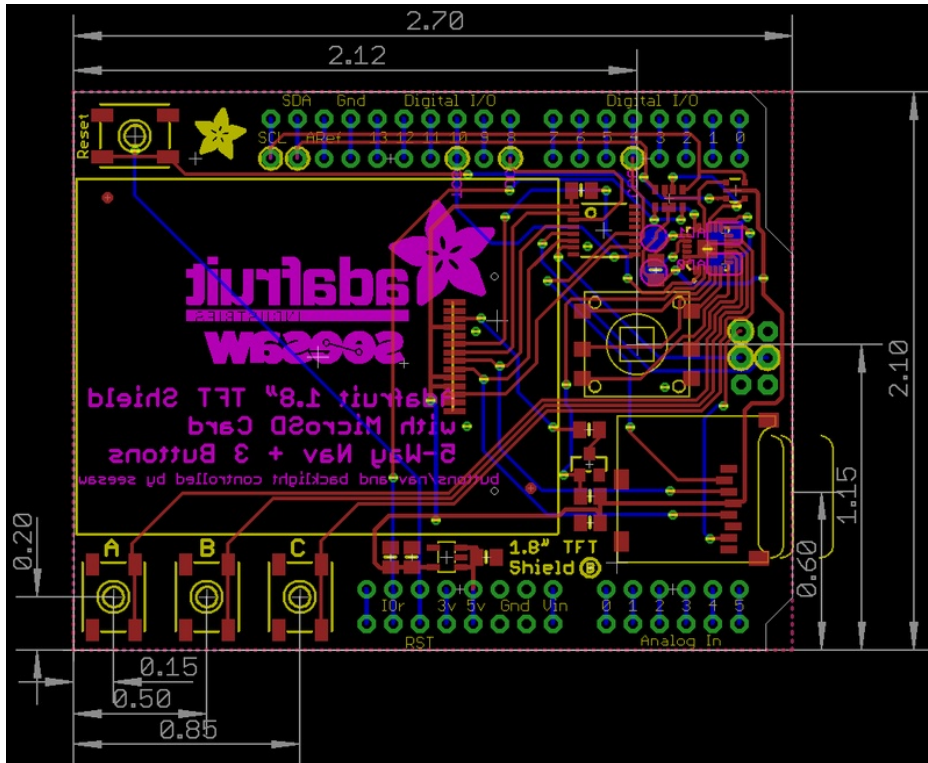 2.70
2.12
SDA Gnd Digital I/O Digital I/O
Reset
SCL ARef 13 12 11 10 9 8 7 6 5 4 3 2 1 0
adafruit
INDUSTRIES
seesaw
Adafruit 1.8" TFT Shield
with MicroSD Card
5-Way Nav + 3 Buttons
buttons/nav and backlight controlled by seesaw
2.10
1.15
0.60
0.20
A B C
1.8" TFT
Shield B
IOr 3v 5v Gnd Vin 0 1 2 3 4 5
RST Analog In
0.15
0.50
0.85